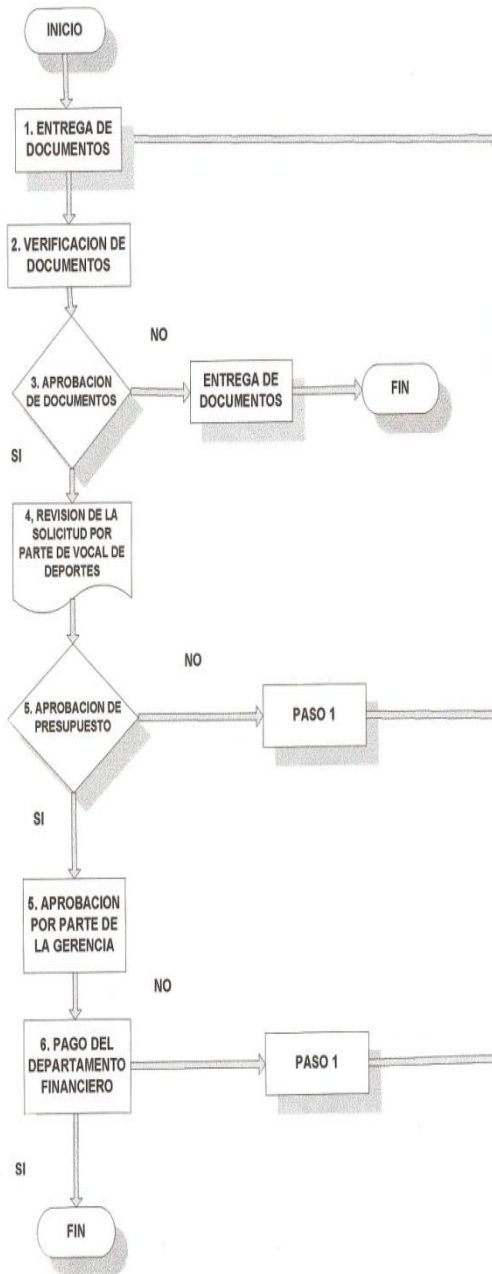 INICIO
1. ENTREGA DE
DOCUMENTOS
2. VERIFICACION DE
DOCUMENTOS
NO
3. APROBACION
DE DOCUMENTOS
ENTREGA DE
DOCUMENTOS
FIN
SI
4, REVISION DE LA
SOLICITUD POR
PARTE DE VOCAL DE
DEPORTES
NO
5. APROBACION DE
PRESUPUESTO
PASO 1
SI
5. APROBACION
POR PARTE DE
LA GERENCIA
NO
6. PAGO DEL
DEPARTAMENTO
FINANCIERO
PASO 1
SI
FIN